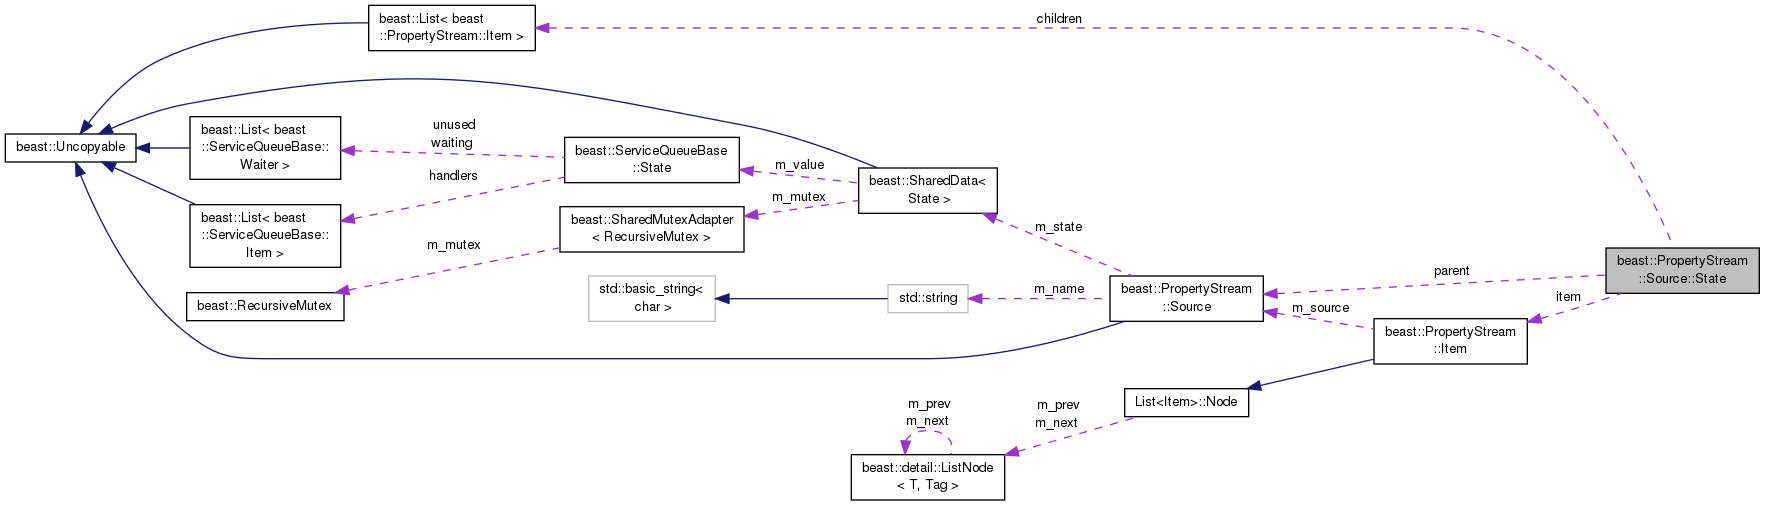 beast::List< beast
::PropertyStream::Item >
children
beast::Uncopyable
beast::List< beast
::ServiceQueueBase::
Waiter >
unused
waiting
handlers
beast::ServiceQueueBase
::State
m_value
m_mutex
beast::SharedData<
State >
beast::List< beast
::ServiceQueueBase::
Item >
beast::SharedMutexAdapter
< RecursiveMutex >
m_mutex
beast::RecursiveMutex
m_state
std::basic_string<
char >
std::string
m_name
beast::PropertyStream
::Source
parent
m_source
item
beast::PropertyStream
::Source::State
beast::PropertyStream
::Item
List<Item>::Node
m_prev
m_next
m_prev
m_next
beast::detail::ListNode
< T, Tag >